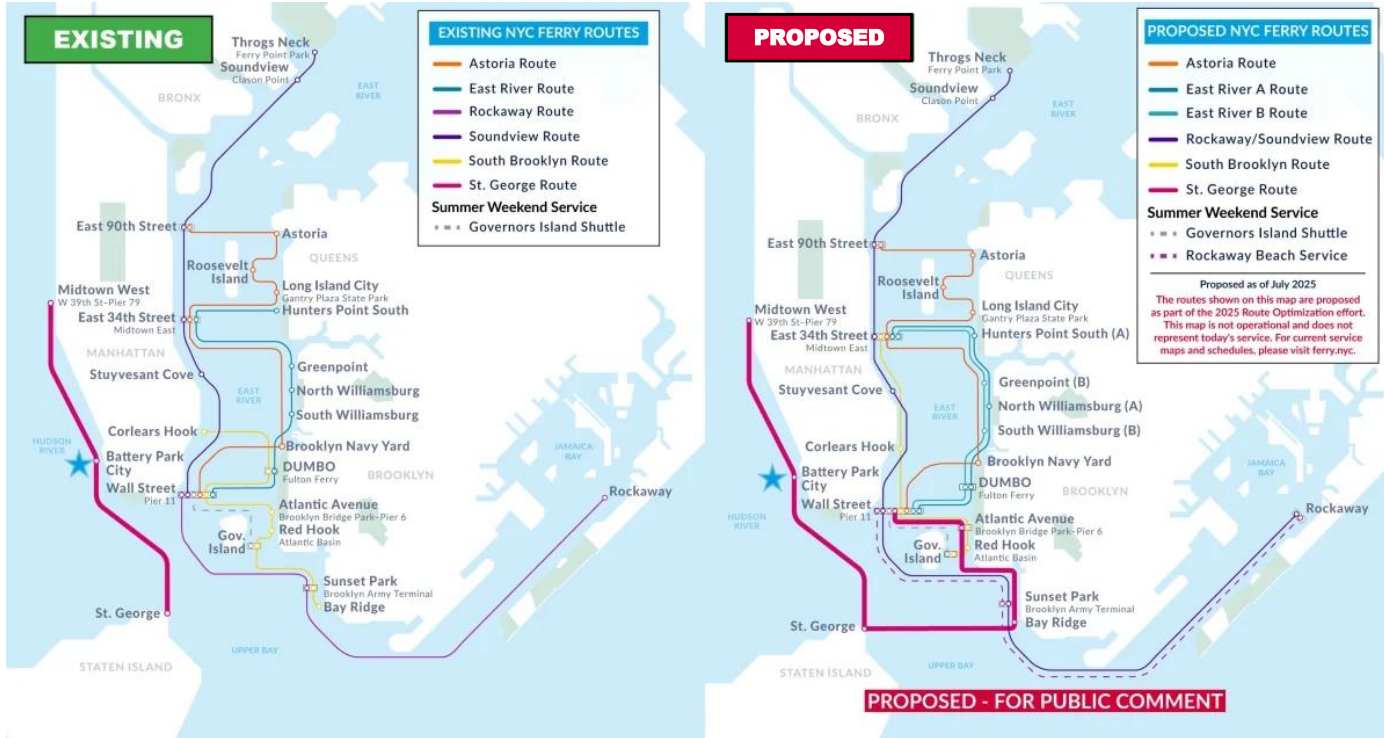 EXISTING
EXISTING NYC FERRY ROUTES
Astoria Route
East River Route
Rockaway Route
Soundview Route
South Brooklyn Route
St. George Route
Summer Weekend Service
Governors Island Shuttle
Throgs Neck
Ferry Point Park
Soundview
Clason Point
BRONX
EAST
RIVER
East 90th Street
Astoria
Roosevelt
Island
QUEENS
Midtown West
W 39th St-Pier 79
Long Island City
Gantry Plaza State Park
East 34th Street
Midtown East
Hunters Point South
MANHATTAN
Stuyvesant Cove
Greenpoint
EAST
RIVER
North Williamsburg
South Williamsburg
Corlears Hook
HUDSON
RIVER
Brooklyn Navy Yard
Battery Park
City
DUMBO
Fulton Ferry
BROOKLYN
JAMAICA
BAY
Wall Street
Pier 11
Rockaway
Atlantic Avenue
Brooklyn Bridge Park-Pier 6
Gov.
Island
Red Hook
Atlantic Basin
Sunset Park
Brooklyn Army Terminal
Bay Ridge
St. George
UPPER BAY
STATEN ISLAND
PROPOSED
PROPOSED NYC FERRY ROUTES
Astoria Route
East River A Route
East River B Route
Rockaway/Soundview Route
South Brooklyn Route
St. George Route
Summer Weekend Service
Governors Island Shuttle
Rockaway Beach Service
Proposed as of July 2025
The routes shown on this map are proposed
as part of the 2025 Route Optimization effort.
This map is not operational and does not
represent today's service. For current service
maps and schedules, please visit ferry.nyc.
Throgs Neck
Ferry Point Park
Soundview
Clason Point
BRONX
EAST
RIVER
East 90th Street
Astoria
Roosevelt
Island
QUEENS
Midtown West
W 39th St-Pier 79
Long Island City
Gantry Plaza State Park
East 34th Street
Midtown East
Hunters Point South (A)
MANHATTAN
Stuyvesant Cove
Greenpoint (B)
EAST
RIVER
North Williamsburg (A)
South Williamsburg (B)
Corlears Hook
Brooklyn Navy Yard
Battery Park
City
DUMBO
Fulton Ferry
BROOKLYN
JAMAICA
BAY
Wall Street
Pier 11
HUDSON
RIVER
Rockaway
Atlantic Avenue
Brooklyn Bridge Park-Pier 6
Gov.
Island
Red Hook
Atlantic Basin
Sunset Park
Brooklyn Army Terminal
Bay Ridge
St. George
UPPER BAY
STATEN ISLAND
PROPOSED - FOR PUBLIC COMMENT